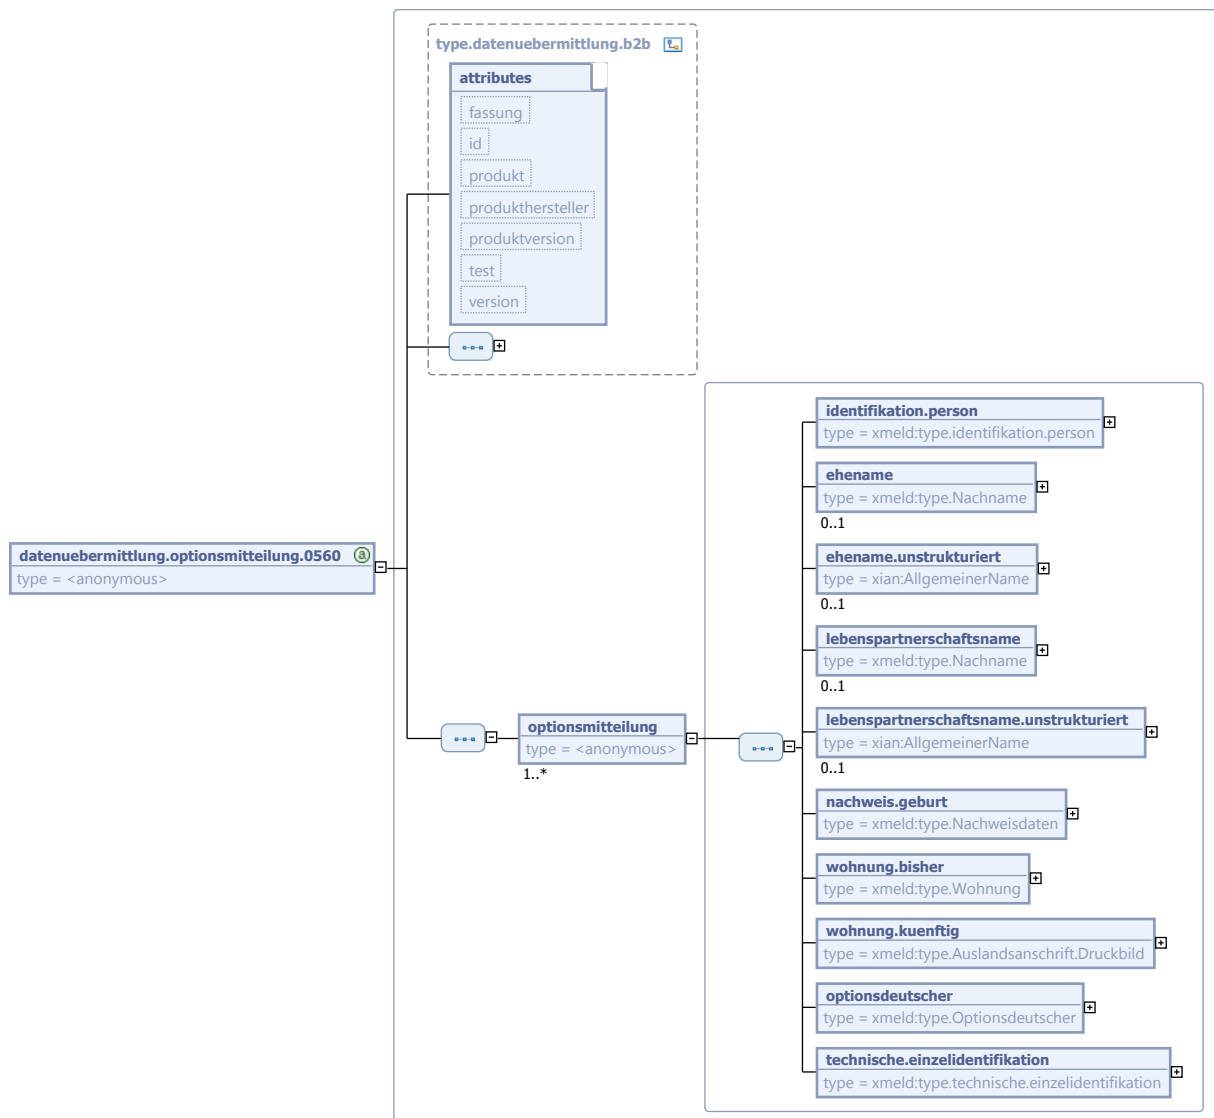 type.datenuebermittlung.b2b
attributes
fassung
id
produkt
produkthersteller
produktversion
test
version
datenuebermittlung.optionsmitteilung.0560
a
type = <anonymous>
optionsmitteilung
type = <anonymous>
1..*
identifikation.person
type = xmeld:type.identifikation.person
ehename
type = xmeld:type.Nachname
0..1
ehename.unstrukturiert
type = xian:AllgemeinerName
0..1
lebenspartnerschaftsname
type = xmeld:type.Nachname
0..1
lebenspartnerschaftsname.unstrukturiert
type = xian:AllgemeinerName
0..1
nachweis.geburt
type = xmeld:type.Nachweisdaten
wohnung.bisher
type = xmeld:type.Wohnung
wohnung.kuenftig
type = xmeld:type.Auslandsanschrift.Druckbild
optionsdeutscher
type = xmeld:type.Optionsdeutscher
technische.einzelidentifikation
type = xmeld:type.technische.einzelidentifikation